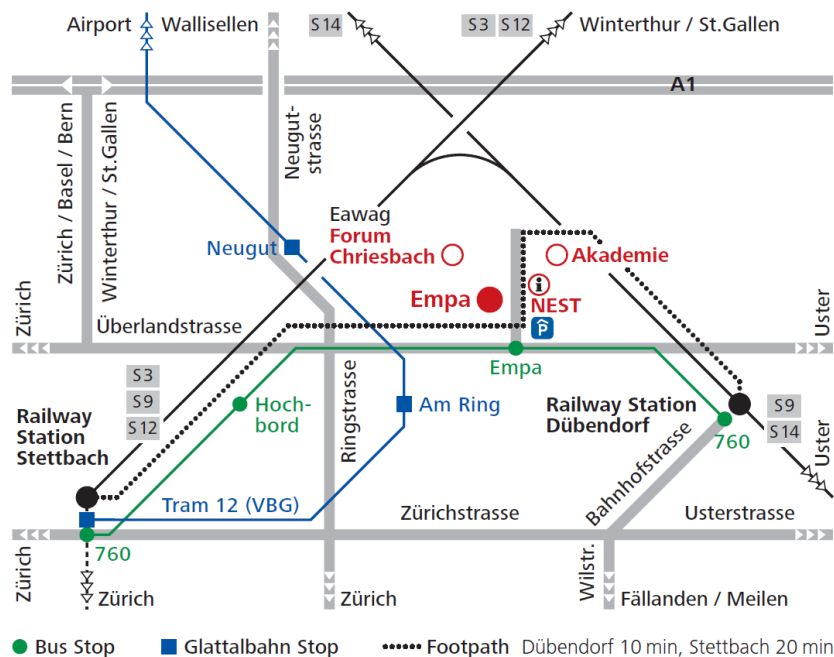 Airport
Wallisellen
S14
S3
S12
Winterthur / St.Gallen
A1
Zürich / Basel / Bern
Winterthur / St.Gallen
Neugut-
strasse
Eawag
Forum
Chriesbach
Neugut
Akademie
Empa
i
NEST
P
Zürich
Überlandstrasse
Uster
Empa
S3
S9
S12
Hoch-
bord
Ringstrasse
Am Ring
Railway Station
Dübendorf
S9
S14
Uster
Railway
Station
Stettbach
760
Bahnhofstrasse
Tram 12 (VBG)
Zürichstrasse
Usterstrasse
Zürich
760
Wilstr.
Zürich
Zürich
Fällanden / Meilen
Bus Stop
Glattalbahn Stop
Footpath Dübendorf 10 min, Stettbach 20 min